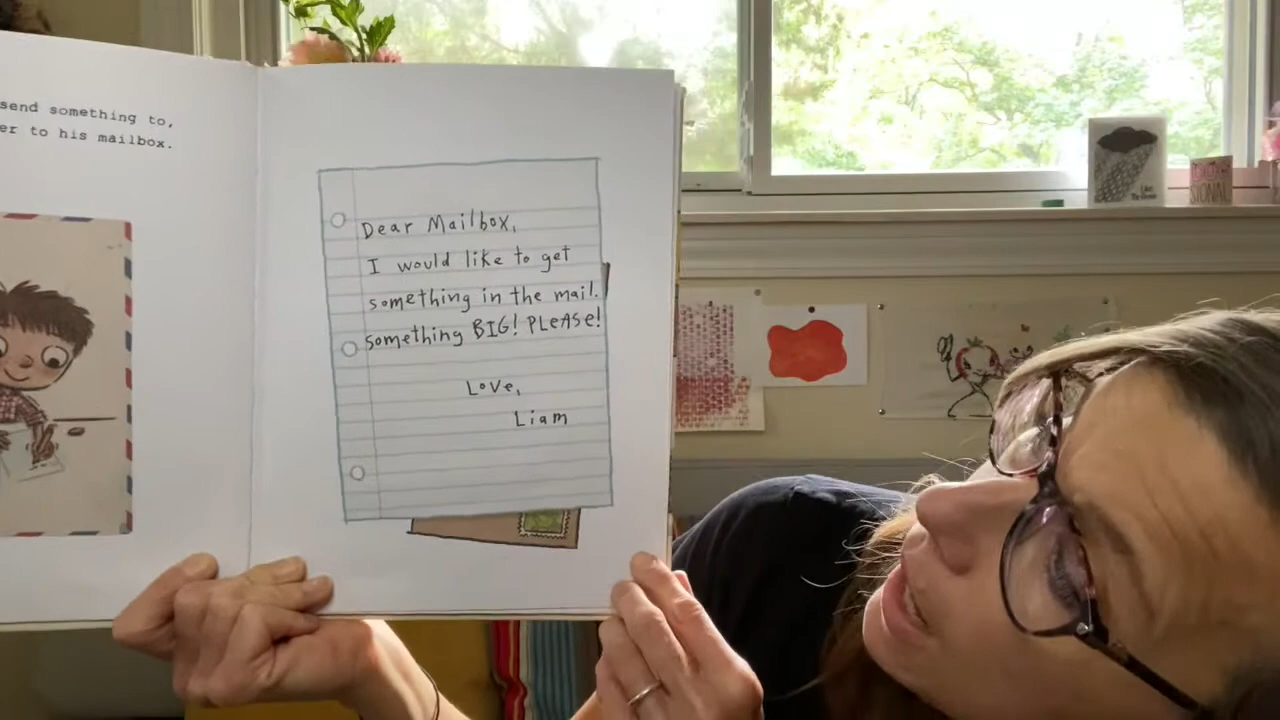 send something to,
er to his mailbox.
Dear Mailbox,
I would like to get
something in the mail.
something BIG! PLEASE!
Love,
Liam